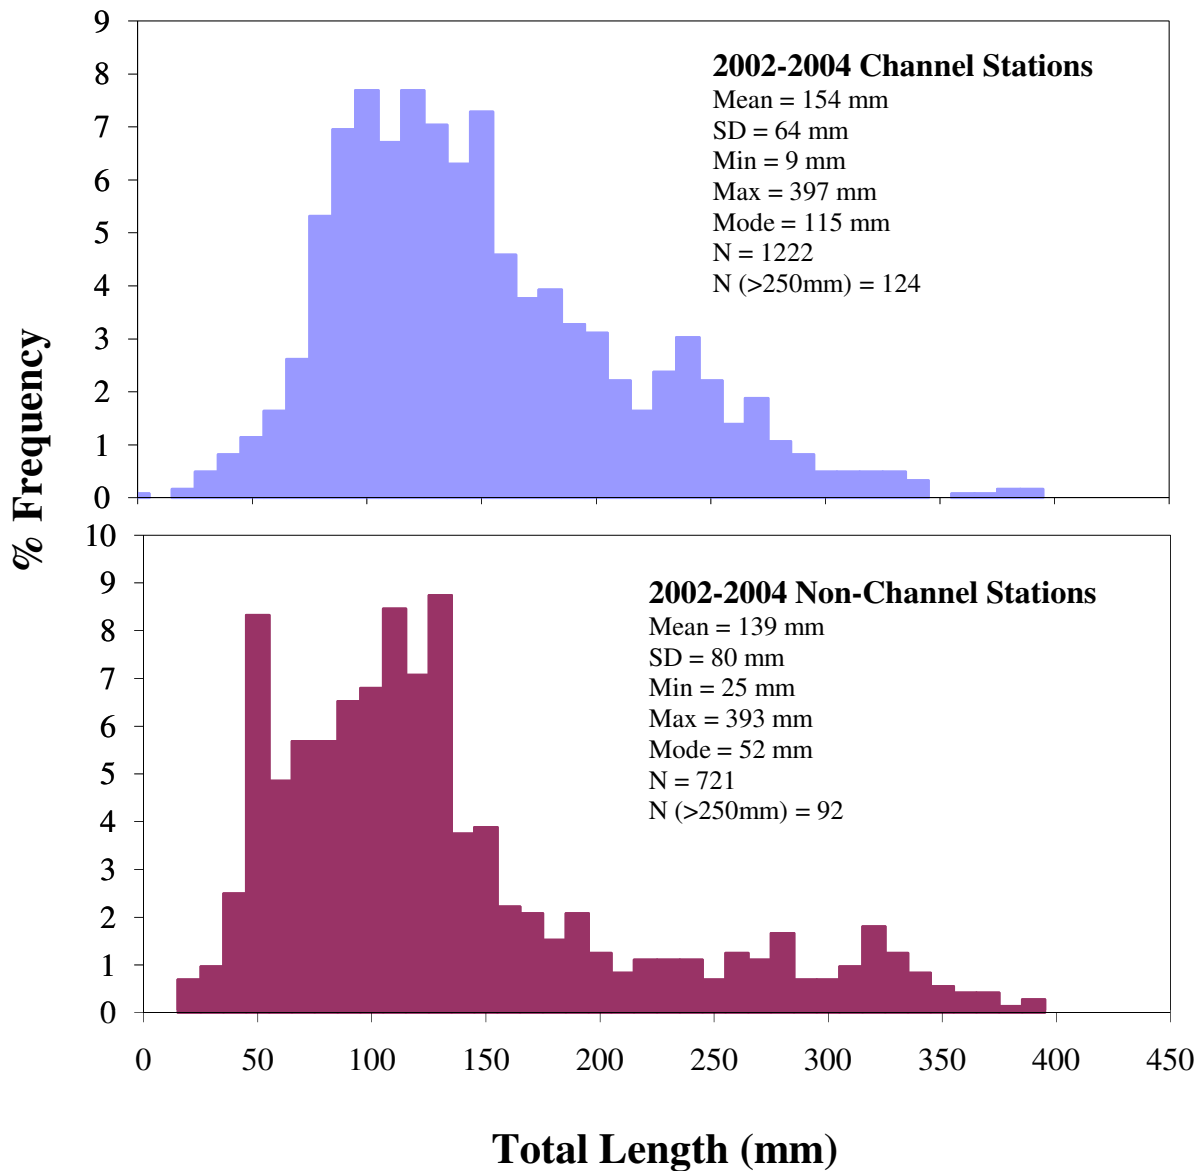 9
8
7
6
5
4
3
2
1
0
2002-2004 Channel Stations
Mean = 154 mm
SD = 64 mm
Min = 9 mm
Max = 397 mm
Mode = 115 mm
N = 1222
N (>250mm) = 124
% Frequency
10
9
8
7
6
5
4
3
2
1
0
2002-2004 Non-Channel Stations
Mean = 139 mm
SD = 80 mm
Min = 25 mm
Max = 393 mm
Mode = 52 mm
N = 721
N (>250mm) = 92
0 50 100 150 200 250 300 350 400 450
Total Length (mm)